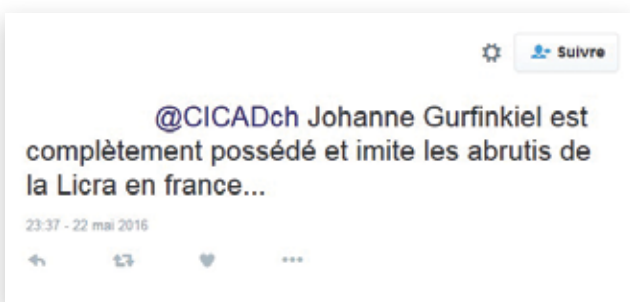 Suivre
@CICADch Johanne Gurfinkiel est
complètement possédé et imite les abrutis de
la Licra en france...
23:37 - 22 mai 2016